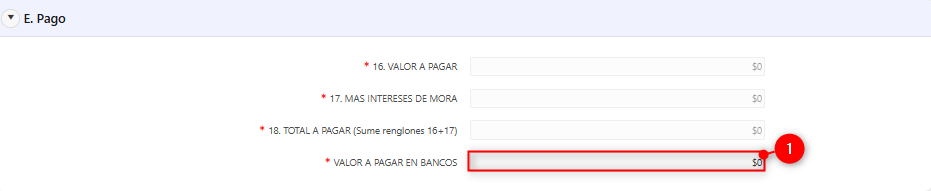 E. Pago
* 16. VALOR A PAGAR $0
* 17. MAS INTERESES DE MORA $0
* 18. TOTAL A PAGAR (Sume renglones 16+17) $0
* VALOR A PAGAR EN BANCOS $0 1